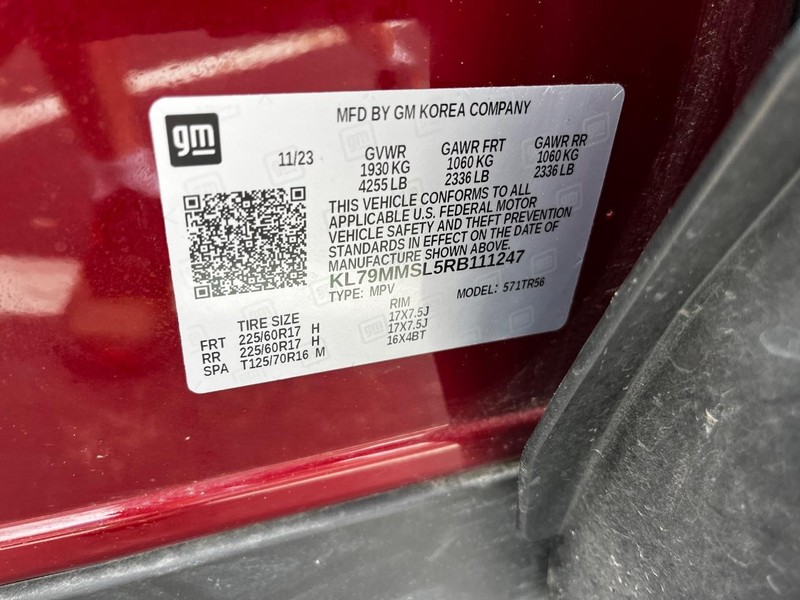 gm
MFD BY GM KOREA COMPANY
11/23 GVWR GAWR FRT GAWR RR
1930 KG 1060 KG 1060 KG
4255 LB 2336 LB 2336 LB
THIS VEHICLE CONFORMS TO ALL
APPLICABLE U.S. FEDERAL MOTOR
VEHICLE SAFETY AND THEFT PREVENTION
STANDARDS IN EFFECT ON THE DATE OF
MANUFACTURE SHOWN ABOVE.
KL79MMSL5RB111247
TYPE: MPV MODEL: 571TR56
TIRE SIZE RIM
FRT 225/60R17 H 17X7.5J
RR 225/60R17 H 17X7.5J
SPA T125/70R16 M 16X4BT